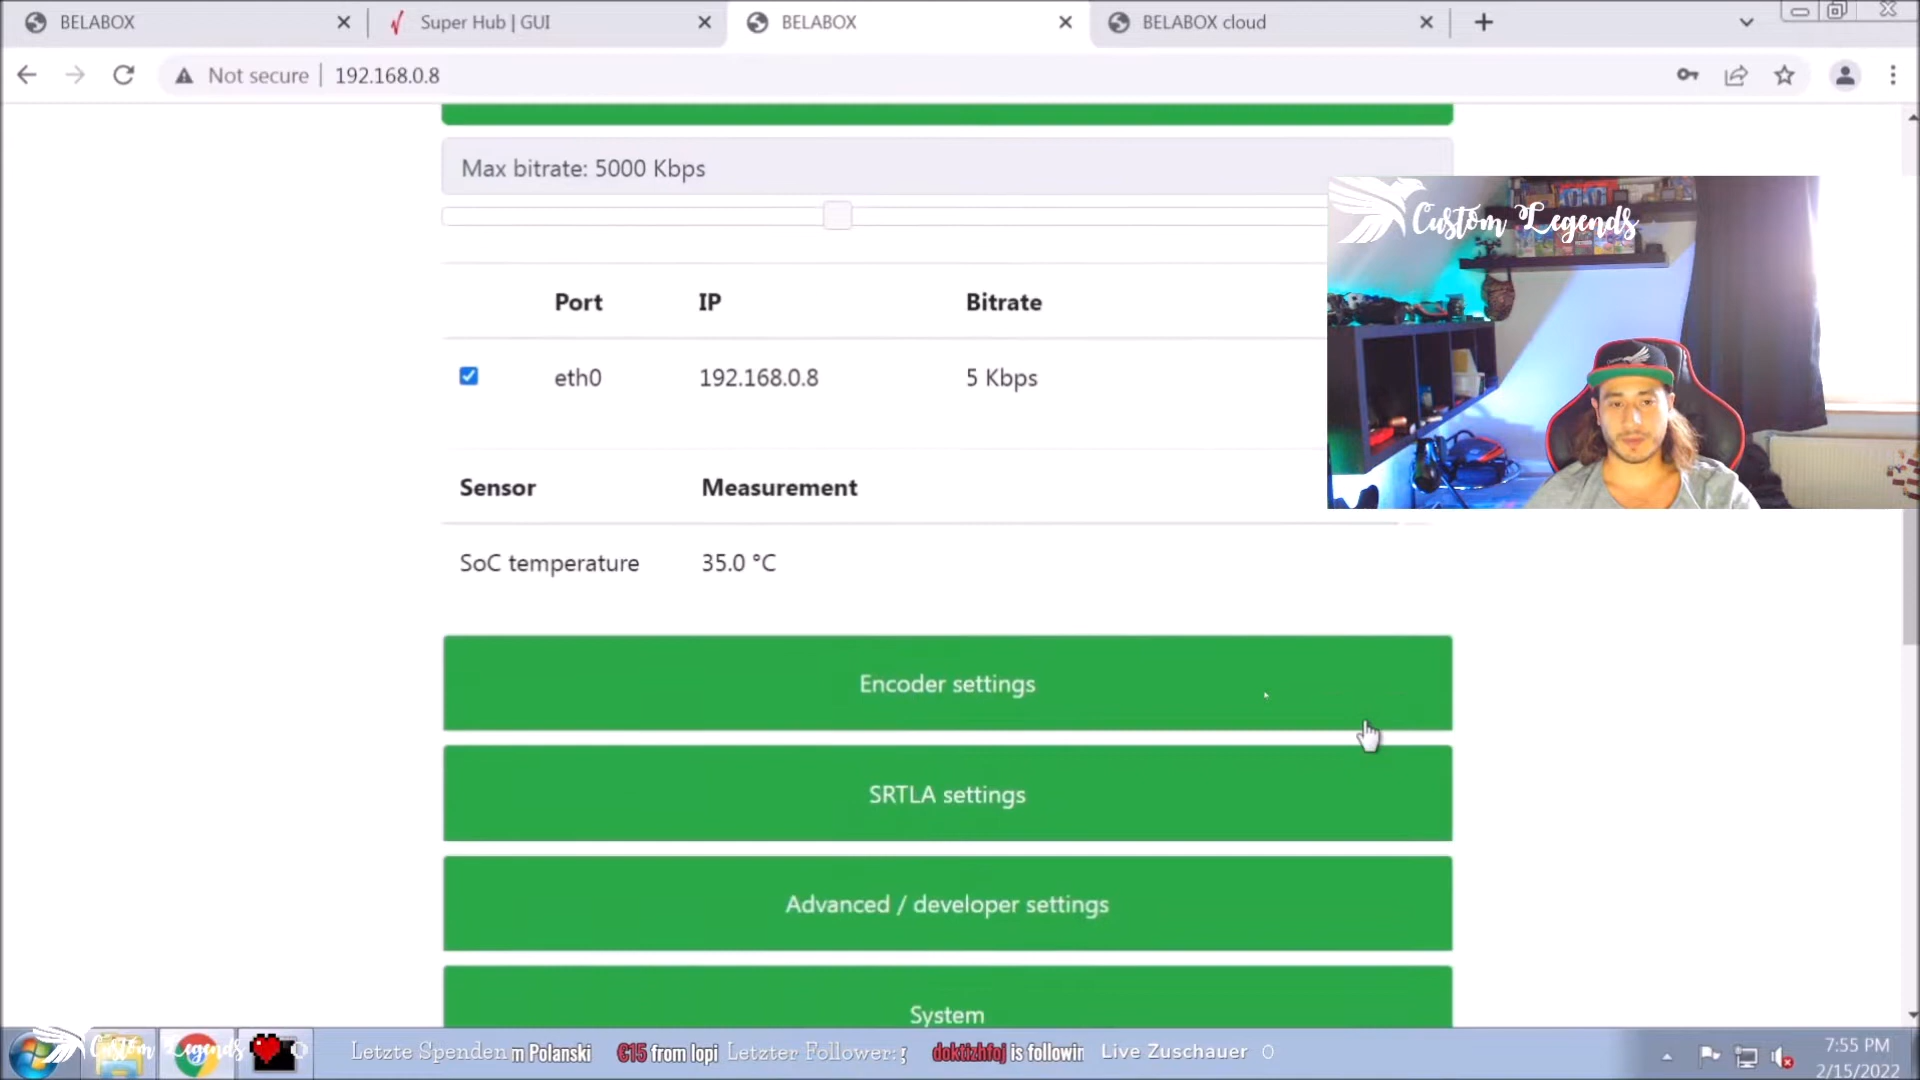 BELABOX
Super Hub | GUI
BELABOX
BELABOX cloud
Not secure
192.168.0.8
Max bitrate: 5000 Kbps
Port IP Bitrate
eth0 192.168.0.8 5 Kbps
Sensor Measurement
SoC temperature 35.0 °C
Custom Legends
Encoder settings
SRTLA settings
Advanced / developer settings
System
Custom Legends
Letzte Spenden m Polanski €15 from lopi Letzter Follower: doktizhfoj is followin Live Zuschauer 0
7:55 PM
2/15/2022